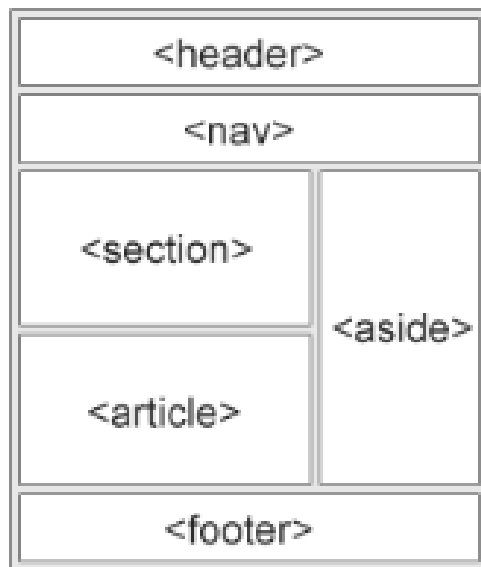 <header>
<nav>
<section>
<aside>
<article>
<footer>